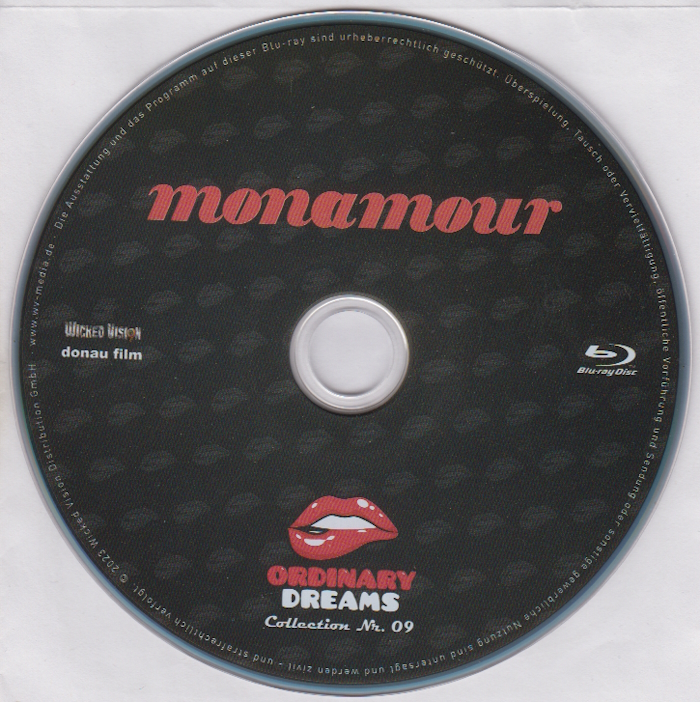 monamour
WICKED VISION
donau film
Blu-ray Disc
ORDINARY
DREAMS
Collection Nr. 09
© 2023 Wicked Vision Distribution GmbH · www.wv-media.de · Die Ausstattung und das Programm auf dieser Blu-ray sind urheberrechtlich geschützt. Überspielung, Tausch oder Vervielfältigung, öffentliche Vorführung und Sendung oder sonstige gewerbliche Nutzung sind untersagt und werden zivil- und strafrechtlich verfolgt